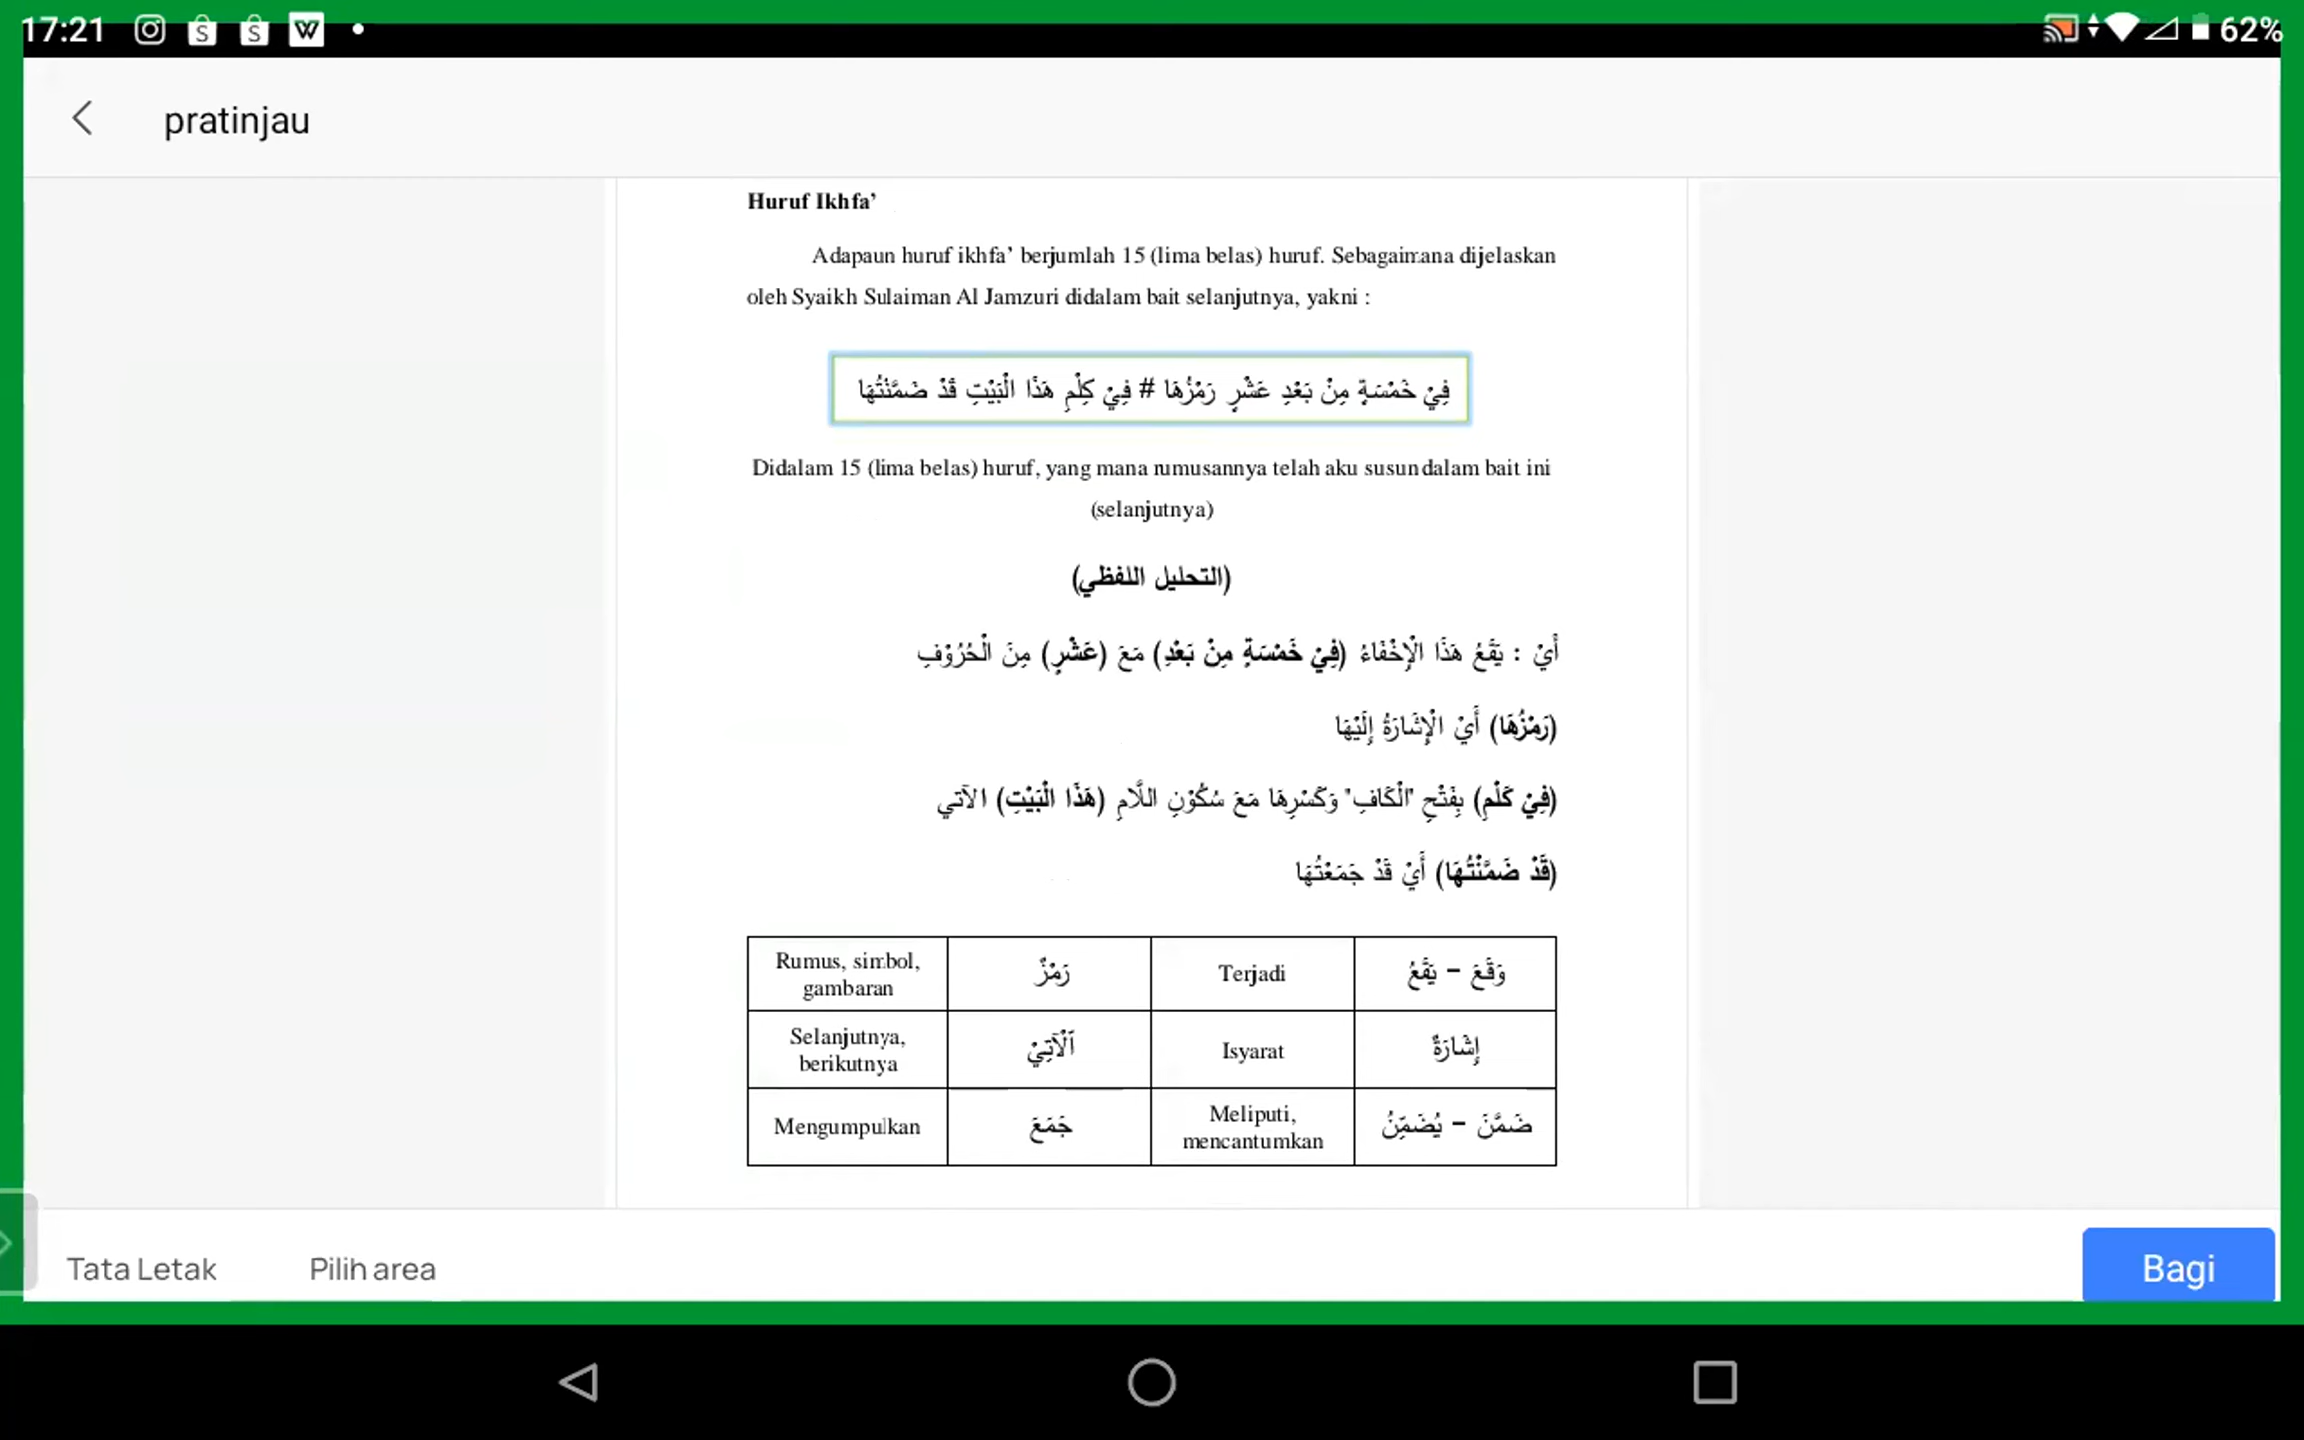 17:21
62%
pratinjau
Huruf Ikhfa’
Adapaun huruf ikhfa’ berjumlah 15 (lima belas) huruf. Sebagaimana dijelaskan
oleh Syaikh Sulaiman Al Jamzuri didalam bait selanjutnya, yakni :
فِيْ خَمْسَةٍ مِنْ بَعْدِ عَشْرٍ رَمْزُهَا # فِيْ كِلْمِ هَذَا الْبَيْتِ قَدْ ضَمَّنْتُهَا
Didalam 15 (lima belas) huruf, yang mana rumusannya telah aku susun dalam bait ini
(selanjutnya)
(التحليل اللفظي)
أَيْ : يَقَعُ هَذَا الْإِخْفَاءُ (فِيْ خَمْسَةٍ مِنْ بَعْدِ) مَعَ (عَشْرٍ) مِنَ الْحُرُوْفِ
(رَمْزُهَا) أَيْ الْإِشَارَةُ إِلَيْهَا
(فِيْ كَلْمِ) بِفَتْحِ "الْكَافِ" وَكَسْرِهَا مَعَ سُكُوْنِ اللَّامِ (هَذَا الْبَيْتِ) الآتي
(قَدْ ضَمَّنْتُهَا) أَيْ قَدْ جَمَعْتُهَا
Rumus, simbol, gambaran رَمْزٌ Terjadi وَقَعَ – يَقَعُ
Selanjutnya, berikutnya اَلْآتِيْ Isyarat إِشَارَةٌ
Mengumpulkan جَمَعَ Meliputi, mencantumkan ضَمَّنَ – يُضَمِّنُ
Tata Letak
Pilih area
Bagi